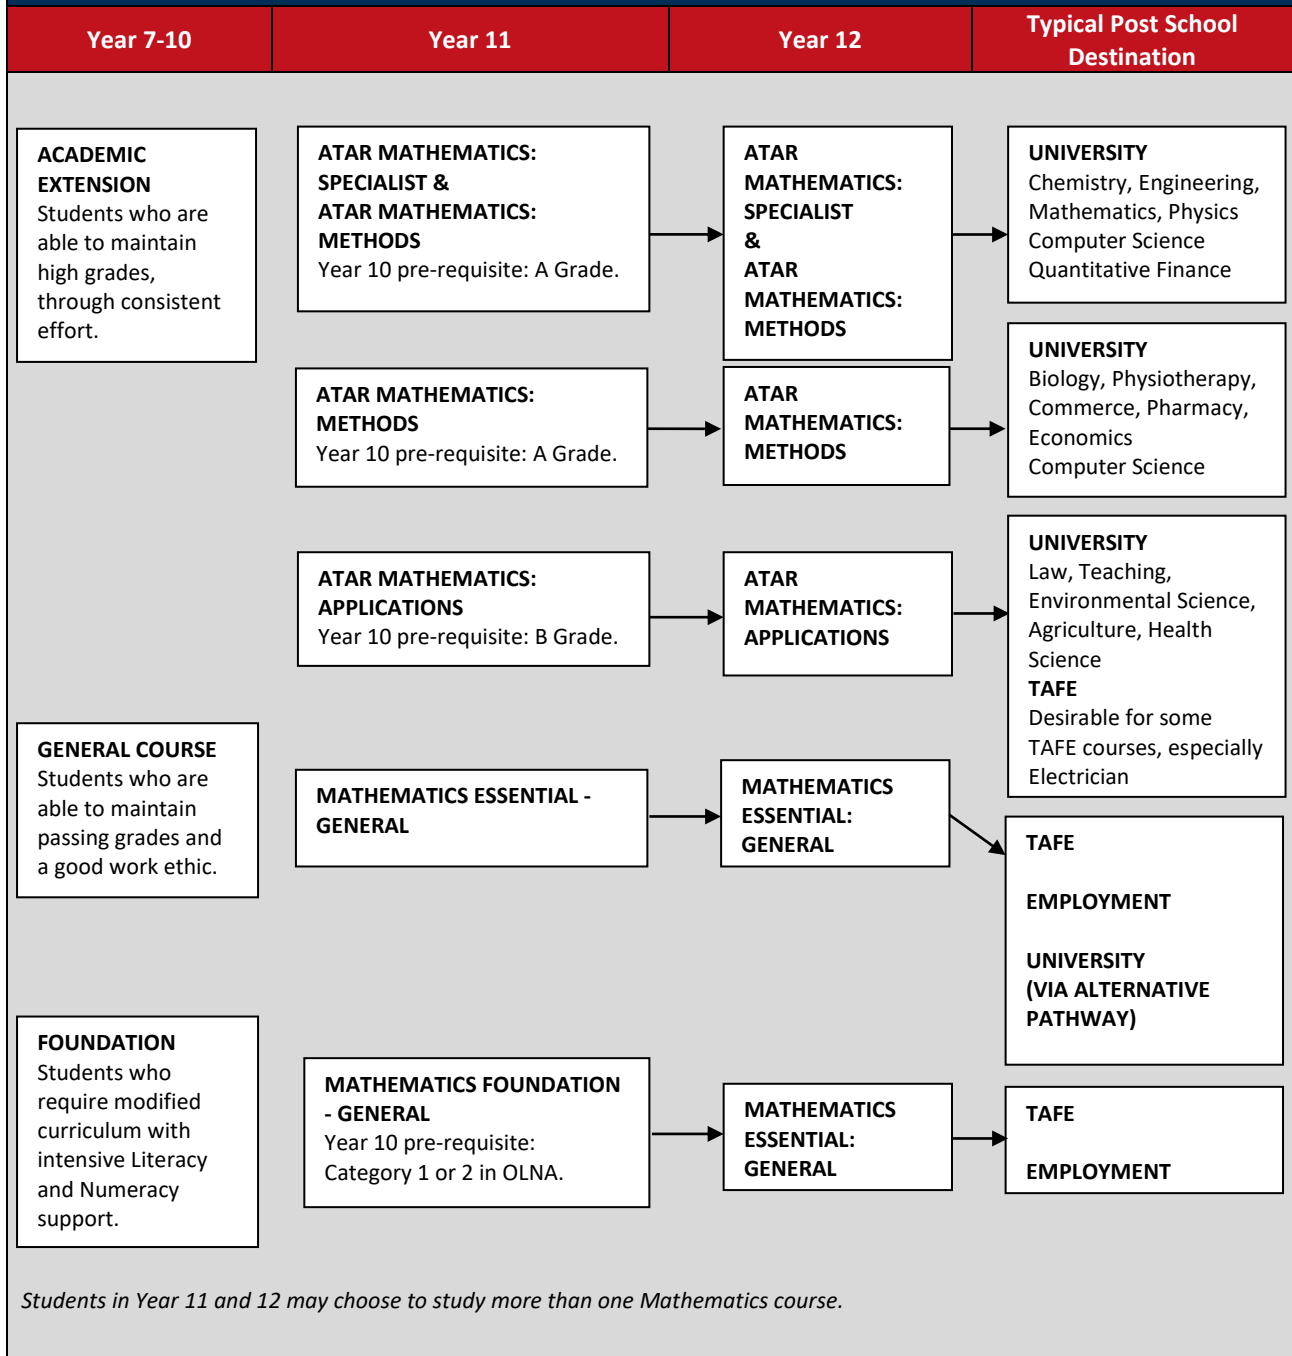 Year 7-10
Year 11
Year 12
Typical Post School
Destination
ACADEMIC
EXTENSION
Students who are
able to maintain
high grades,
through consistent
effort.
ATAR MATHEMATICS:
SPECIALIST &
ATAR MATHEMATICS:
METHODS
Year 10 pre-requisite: A Grade.
ATAR
MATHEMATICS:
SPECIALIST
&
ATAR
MATHEMATICS:
METHODS
UNIVERSITY
Chemistry, Engineering,
Mathematics, Physics
Computer Science
Quantitative Finance
ATAR MATHEMATICS:
METHODS
Year 10 pre-requisite: A Grade.
ATAR
MATHEMATICS:
METHODS
UNIVERSITY
Biology, Physiotherapy,
Commerce, Pharmacy,
Economics
Computer Science
ATAR MATHEMATICS:
APPLICATIONS
Year 10 pre-requisite: B Grade.
ATAR
MATHEMATICS:
APPLICATIONS
UNIVERSITY
Law, Teaching,
Environmental Science,
Agriculture, Health
Science
TAFE
Desirable for some
TAFE courses, especially
Electrician
GENERAL COURSE
Students who are
able to maintain
passing grades and
a good work ethic.
MATHEMATICS ESSENTIAL -
GENERAL
MATHEMATICS
ESSENTIAL:
GENERAL
TAFE
EMPLOYMENT
UNIVERSITY
(VIA ALTERNATIVE
PATHWAY)
FOUNDATION
Students who
require modified
curriculum with
intensive Literacy
and Numeracy
support.
MATHEMATICS FOUNDATION
- GENERAL
Year 10 pre-requisite:
Category 1 or 2 in OLNA.
MATHEMATICS
ESSENTIAL:
GENERAL
TAFE
EMPLOYMENT
Students in Year 11 and 12 may choose to study more than one Mathematics course.